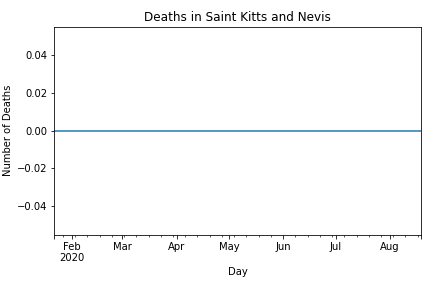 Deaths in Saint Kitts and Nevis
Number of Deaths
0.04
0.02
0.00
−0.02
−0.04
Feb Mar Apr May Jun Jul Aug
2020
Day